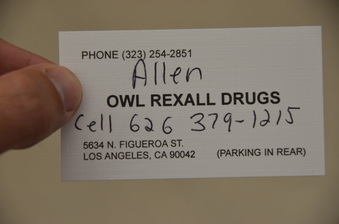 PHONE (323) 254-2851
Allen
OWL REXALL DRUGS
Cell 626 379-1215
5634 N. FIGUEROA ST.
LOS ANGELES, CA 90042 (PARKING IN REAR)